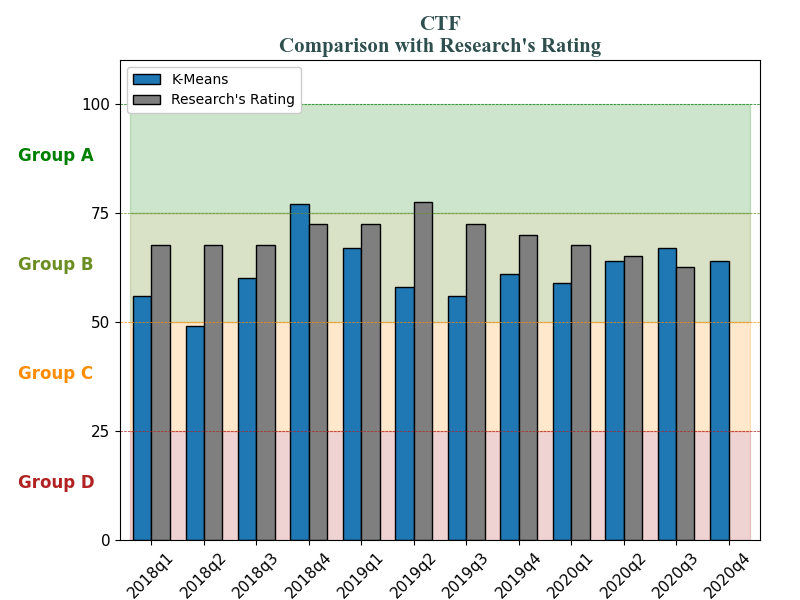 CTF
Comparison with Research's Rating
K-Means
Research's Rating
100
Group A
75
Group B
50
Group C
25
Group D
0
2018q1
2018q2
2018q3
2018q4
2019q1
2019q2
2019q3
2019q4
2020q1
2020q2
2020q3
2020q4